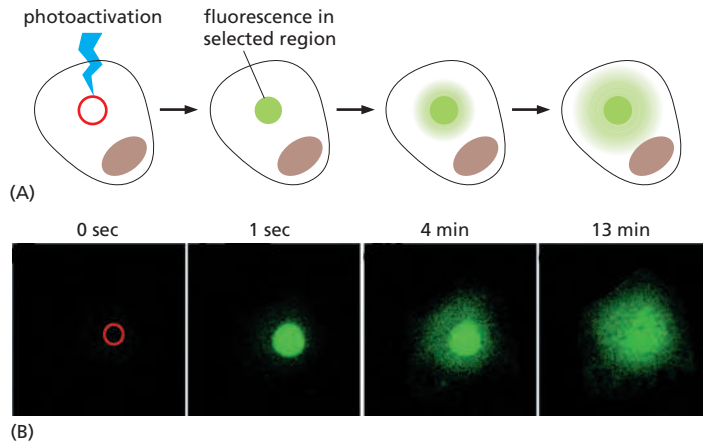 photoactivation
fluorescence in
selected region
(A)
0 sec
1 sec
4 min
13 min
(B)